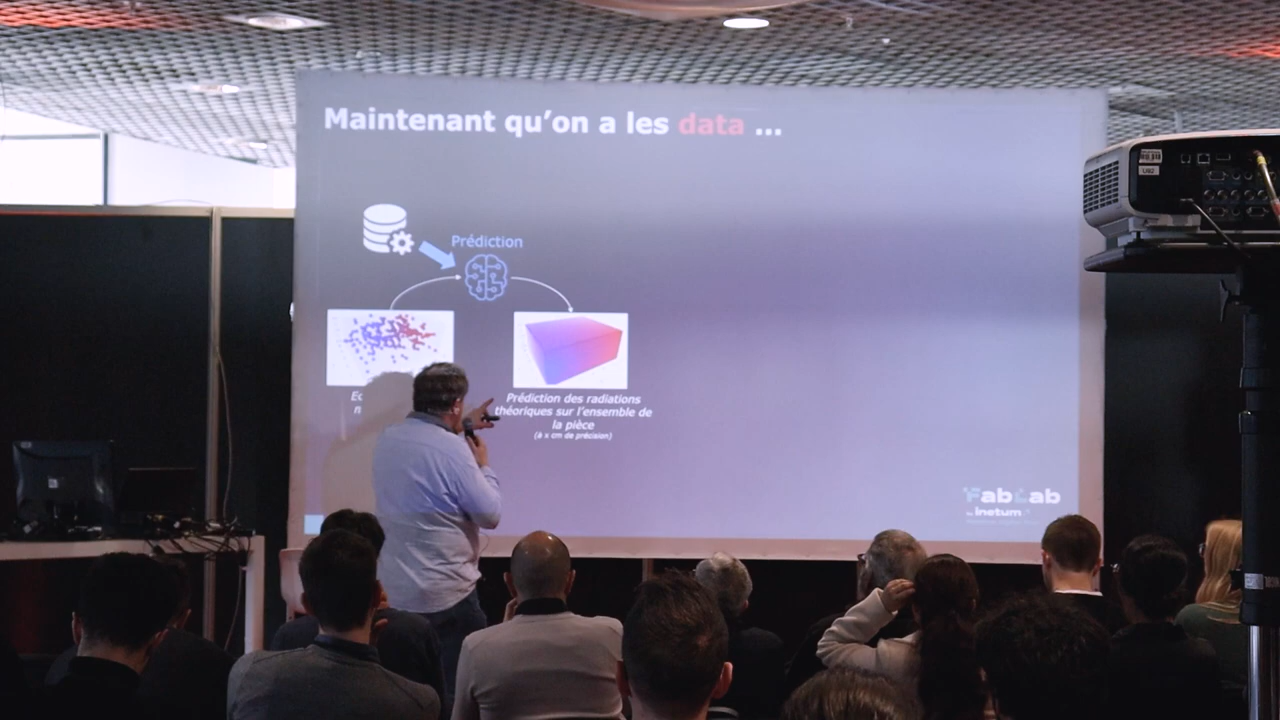 Maintenant qu'on a les data ...
Prédiction
Prédiction des radiations
théoriques sur l'ensemble de
la pièce
(à x cm de précision)
FabLab
by inetum